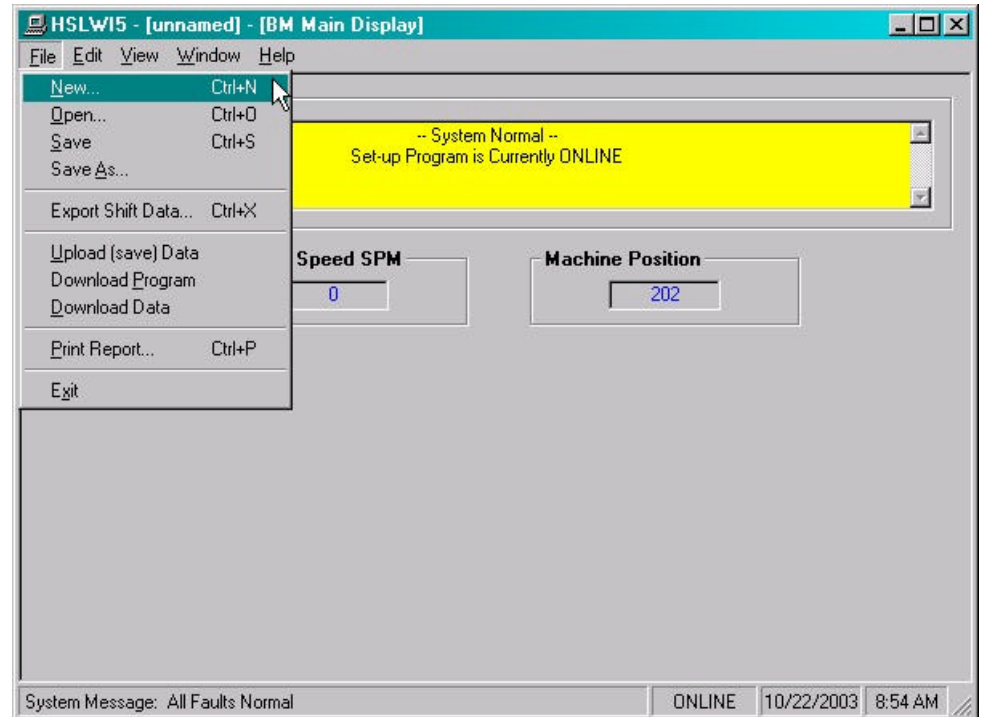 HSLWI5 - [unnamed] - [BM Main Display]
File Edit View Window Help
New... Ctrl+N
Open... Ctrl+O
Save Ctrl+S
Save As...
Export Shift Data... Ctrl+X
Upload (save) Data
Download Program
Download Data
Print Report... Ctrl+P
Exit
-- System Normal --
Set-up Program is Currently ONLINE
Speed SPM
0
Machine Position
202
System Message: All Faults Normal ONLINE 10/22/2003 8:54 AM